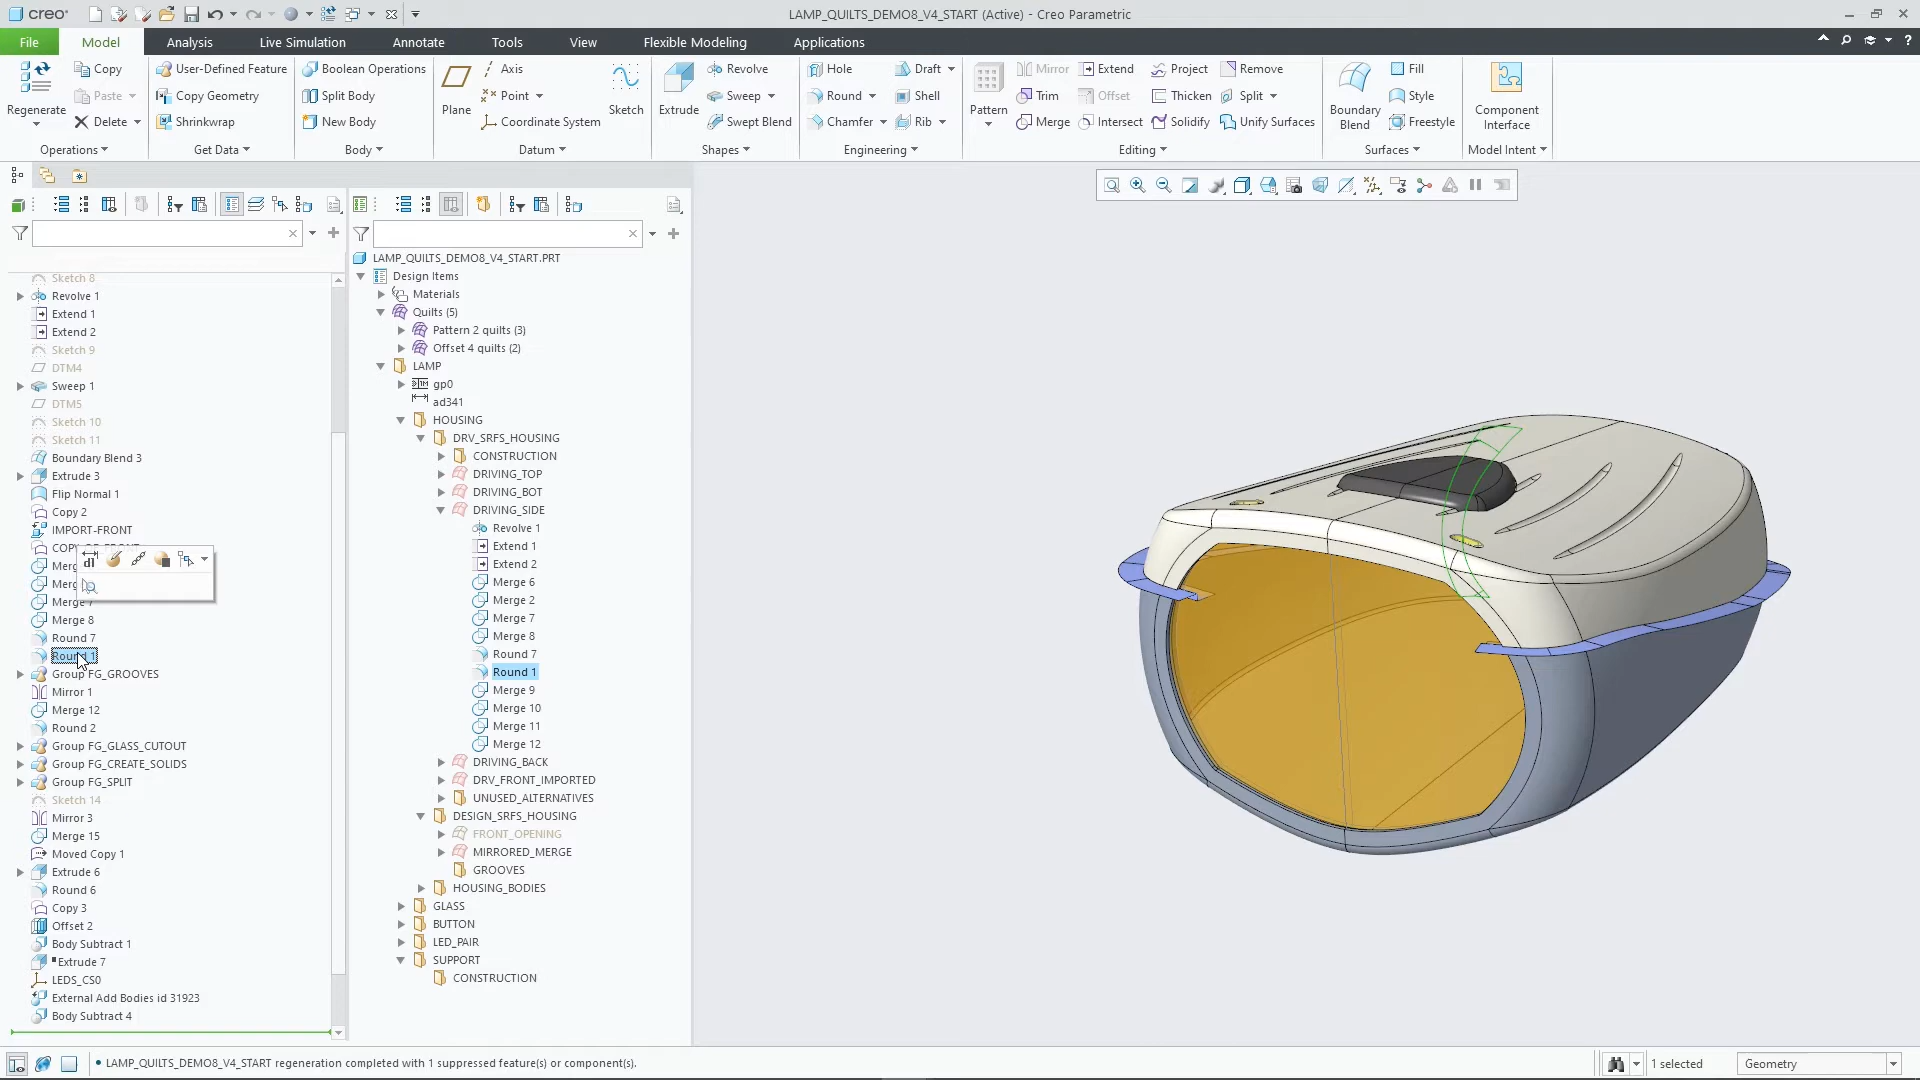 creo
LAMP_QUILTS_DEMO8_V4_START (Active) - Creo Parametric
File
Model
Analysis
Live Simulation
Annotate
Tools
View
Flexible Modeling
Applications
Regenerate
Copy
Paste
Delete
Operations
User-Defined Feature
Copy Geometry
Shrinkwrap
Get Data
Boolean Operations
Split Body
New Body
Body
Plane
Axis
Point
Coordinate System
Sketch
Datum
Extrude
Revolve
Sweep
Swept Blend
Shapes
Hole
Round
Chamfer
Draft
Shell
Rib
Engineering
Pattern
Mirror
Extend
Project
Remove
Trim
Offset
Thicken
Split
Merge
Intersect
Solidify
Unify Surfaces
Editing
Boundary
Blend
Fill
Style
Freestyle
Surfaces
Component
Interface
Model Intent
Sketch 8
Revolve 1
Extend 1
Extend 2
Sketch 9
DTM4
Sweep 1
DTM5
Sketch 10
Sketch 11
Boundary Blend 3
Extrude 3
Flip Normal 1
Copy 2
IMPORT-FRONT
Merge 7
Merge 8
Round 7
Round 1
Group FG_GROOVES
Mirror 1
Merge 12
Round 2
Group FG_GLASS_CUTOUT
Group FG_CREATE_SOLIDS
Group FG_SPLIT
Sketch 14
Mirror 3
Merge 15
Moved Copy 1
Extrude 6
Round 6
Copy 3
Offset 2
Body Subtract 1
Extrude 7
LEDS_CS0
External Add Bodies id 31923
Body Subtract 4
LAMP_QUILTS_DEMO8_V4_START.PRT
Design Items
Materials
Quilts (5)
Pattern 2 quilts (3)
Offset 4 quilts (2)
LAMP
gp0
ad341
HOUSING
DRV_SRFS_HOUSING
CONSTRUCTION
DRIVING_TOP
DRIVING_BOT
DRIVING_SIDE
Revolve 1
Extend 1
Extend 2
Merge 6
Merge 2
Merge 7
Merge 8
Round 7
Round 1
Merge 9
Merge 10
Merge 11
Merge 12
DRIVING_BACK
DRV_FRONT_IMPORTED
UNUSED_ALTERNATIVES
DESIGN_SRFS_HOUSING
FRONT_OPENING
MIRRORED_MERGE
GROOVES
HOUSING_BODIES
GLASS
BUTTON
LED_PAIR
SUPPORT
CONSTRUCTION
• LAMP_QUILTS_DEMO8_V4_START regeneration completed with 1 suppressed feature(s) or component(s).
1 selected
Geometry